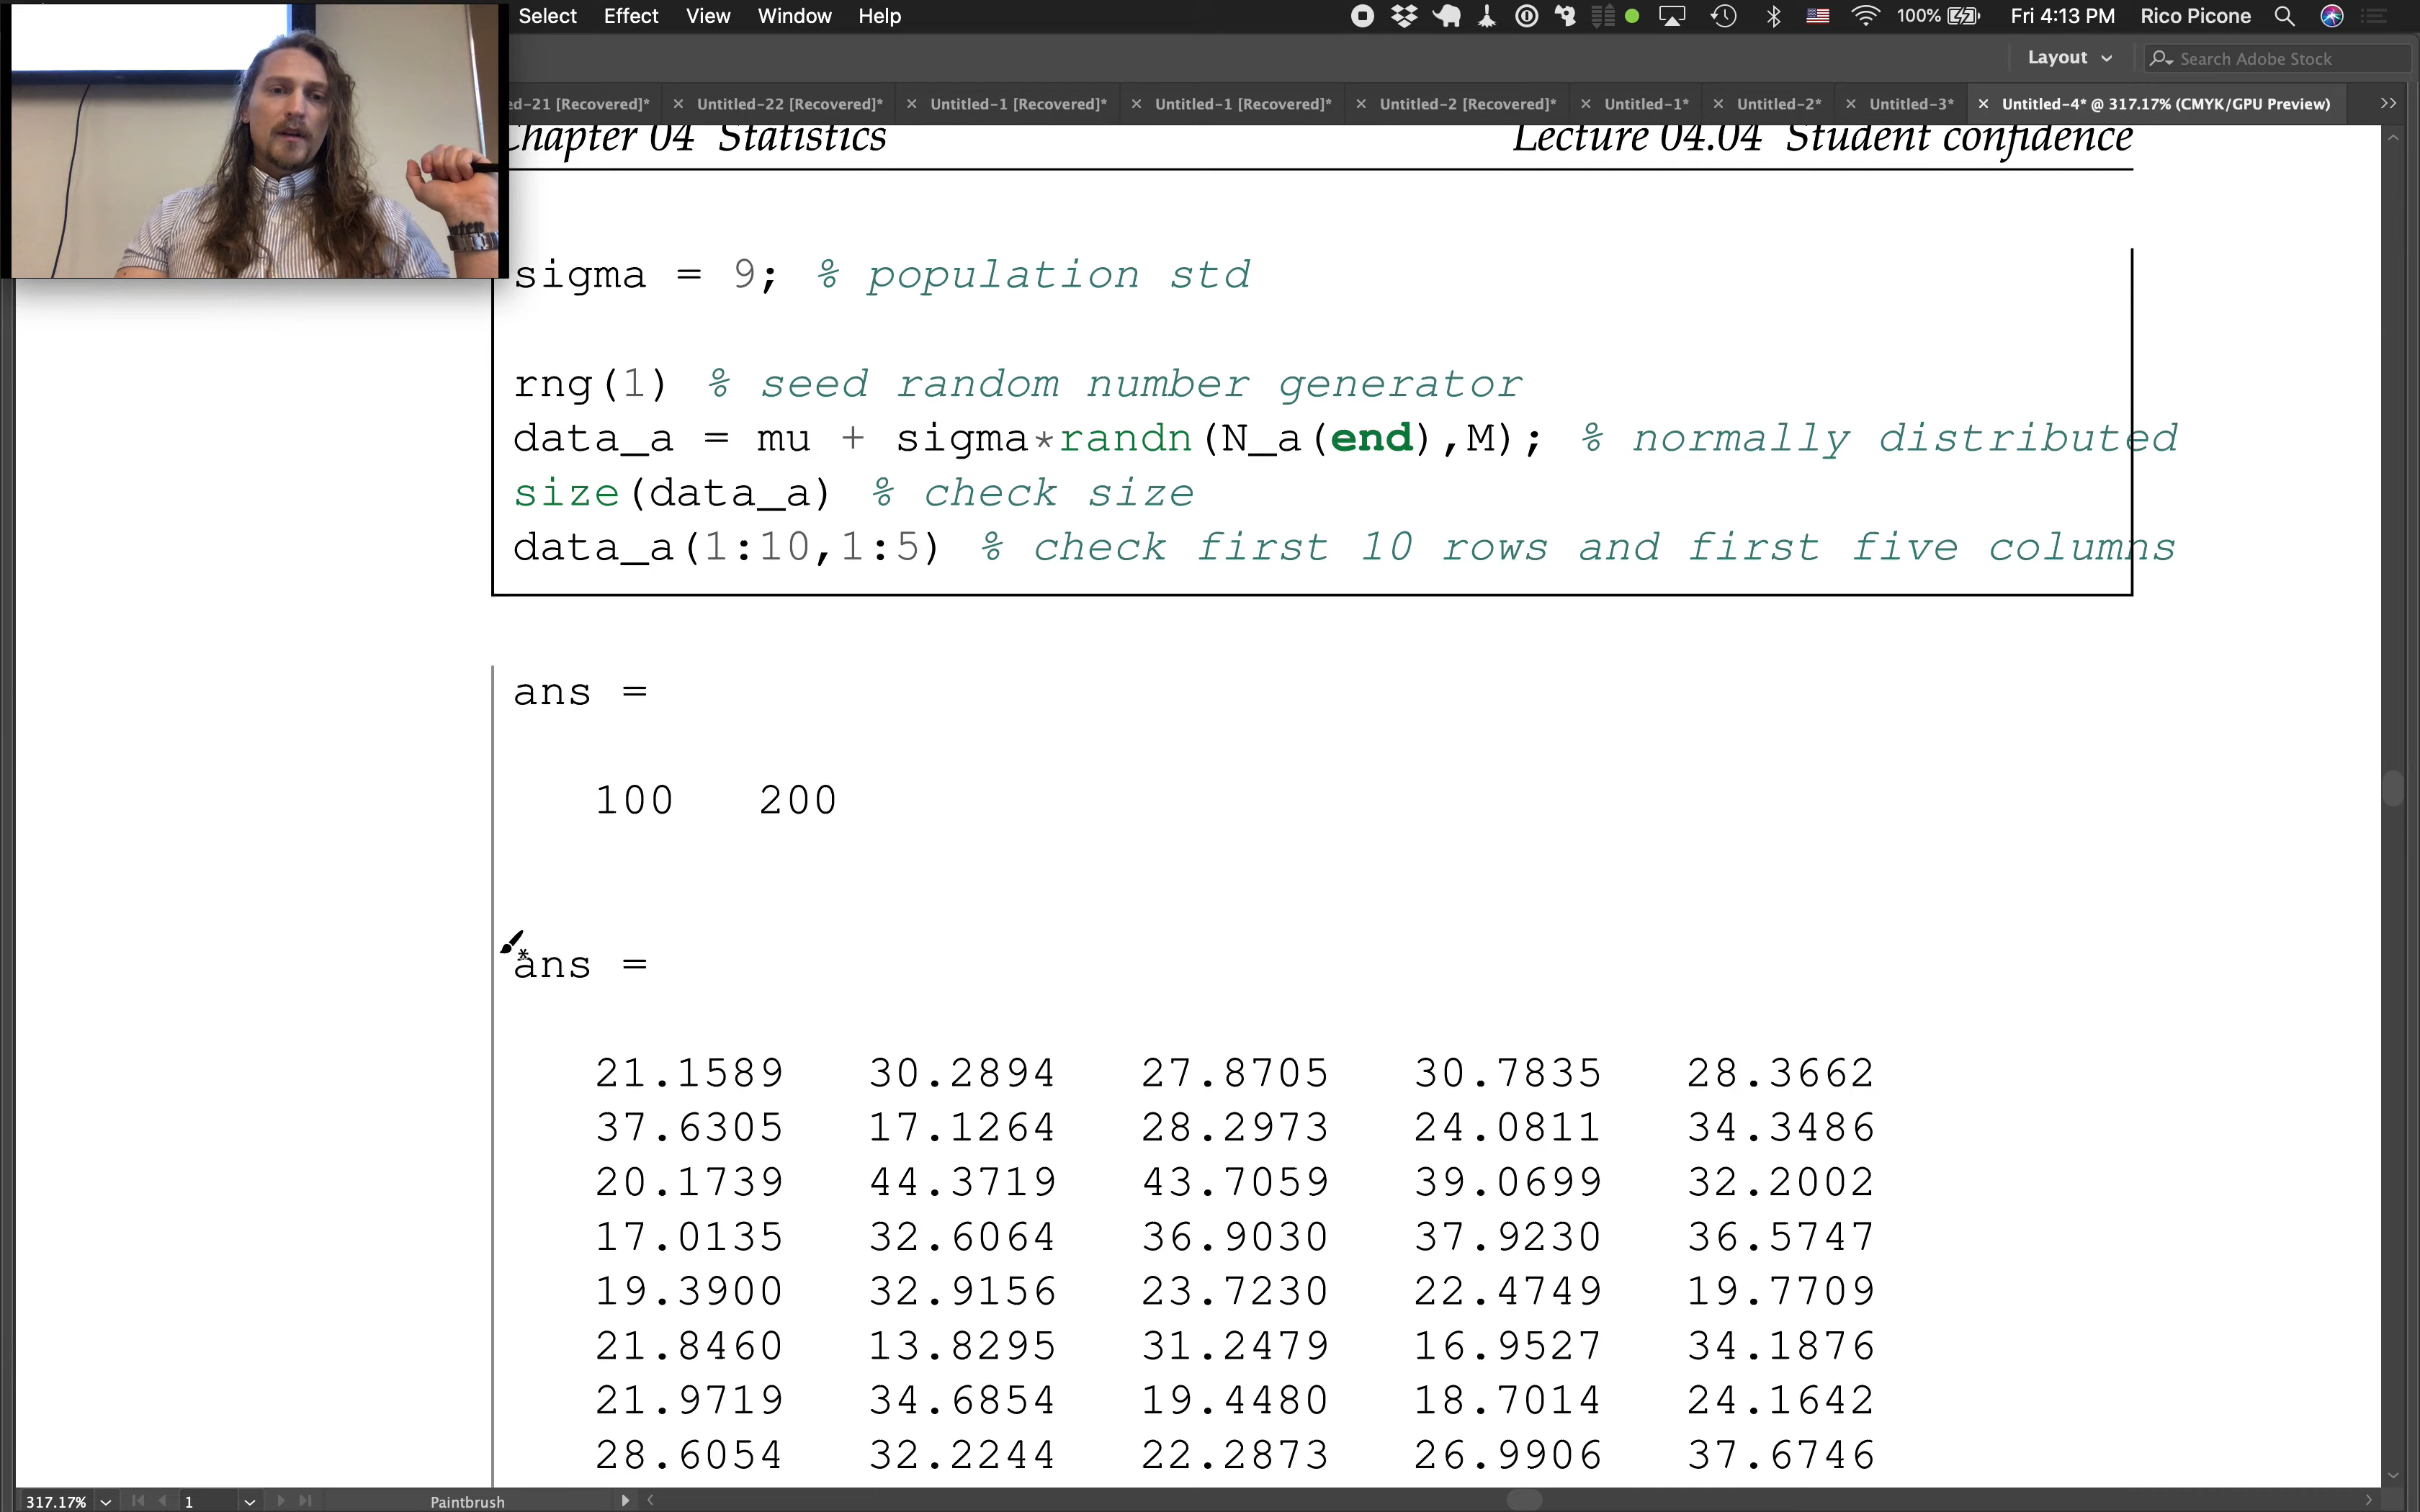 Select Effect View Window Help 100% Fri 4:13 PM Rico Picone
Layout Search Adobe Stock
ed-21 [Recovered]* × Untitled-22 [Recovered]* × Untitled-1 [Recovered]* × Untitled-1 [Recovered]* × Untitled-2 [Recovered]* × Untitled-1* × Untitled-2* × Untitled-3* × Untitled-4* @ 317.17% (CMYK/GPU Preview) >>
Chapter 04 Statistics Lecture 04.04 Student confidence
sigma = 9; % population std
rng(1) % seed random number generator
data_a = mu + sigma*randn(N_a(end),M); % normally distributed
size(data_a) % check size
data_a(1:10,1:5) % check first 10 rows and first five columns
ans =
100 200
ans =
21.1589 30.2894 27.8705 30.7835 28.3662
37.6305 17.1264 28.2973 24.0811 34.3486
20.1739 44.3719 43.7059 39.0699 32.2002
17.0135 32.6064 36.9030 37.9230 36.5747
19.3900 32.9156 23.7230 22.4749 19.7709
21.8460 13.8295 31.2479 16.9527 34.1876
21.9719 34.6854 19.4480 18.7014 24.1642
28.6054 32.2244 22.2873 26.9906 37.6746
317.17% 1 Paintbrush